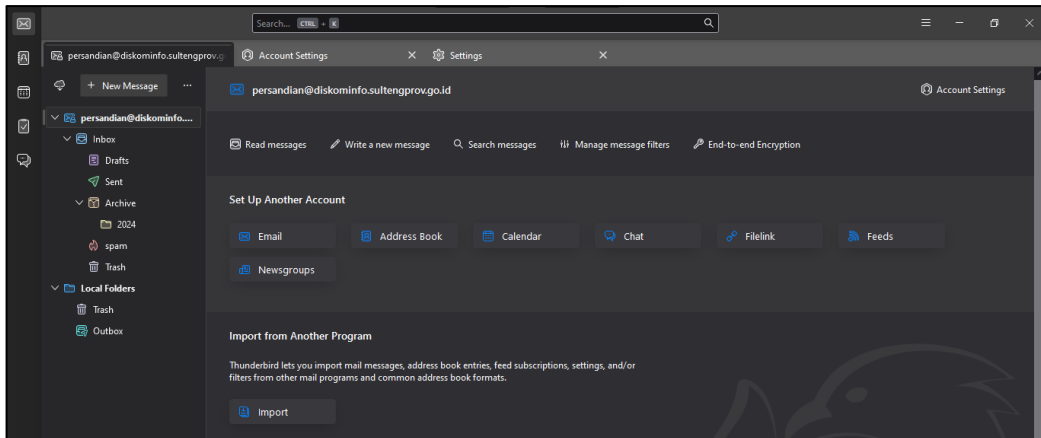 Search... CTRL + K
persandian@diskominfo.sultengprov.g
Account Settings
Settings
+ New Message
persandian@diskominfo.sultengprov.go.id
Account Settings
persandian@diskominfo....
Inbox
Drafts
Sent
Archive
2024
spam
Trash
Local Folders
Trash
Outbox
Read messages
Write a new message
Search messages
Manage message filters
End-to-end Encryption
Set Up Another Account
Email
Address Book
Calendar
Chat
Filelink
Feeds
Newsgroups
Import from Another Program
Thunderbird lets you import mail messages, address book entries, feed subscriptions, settings, and/or
filters from other mail programs and common address book formats.
Import